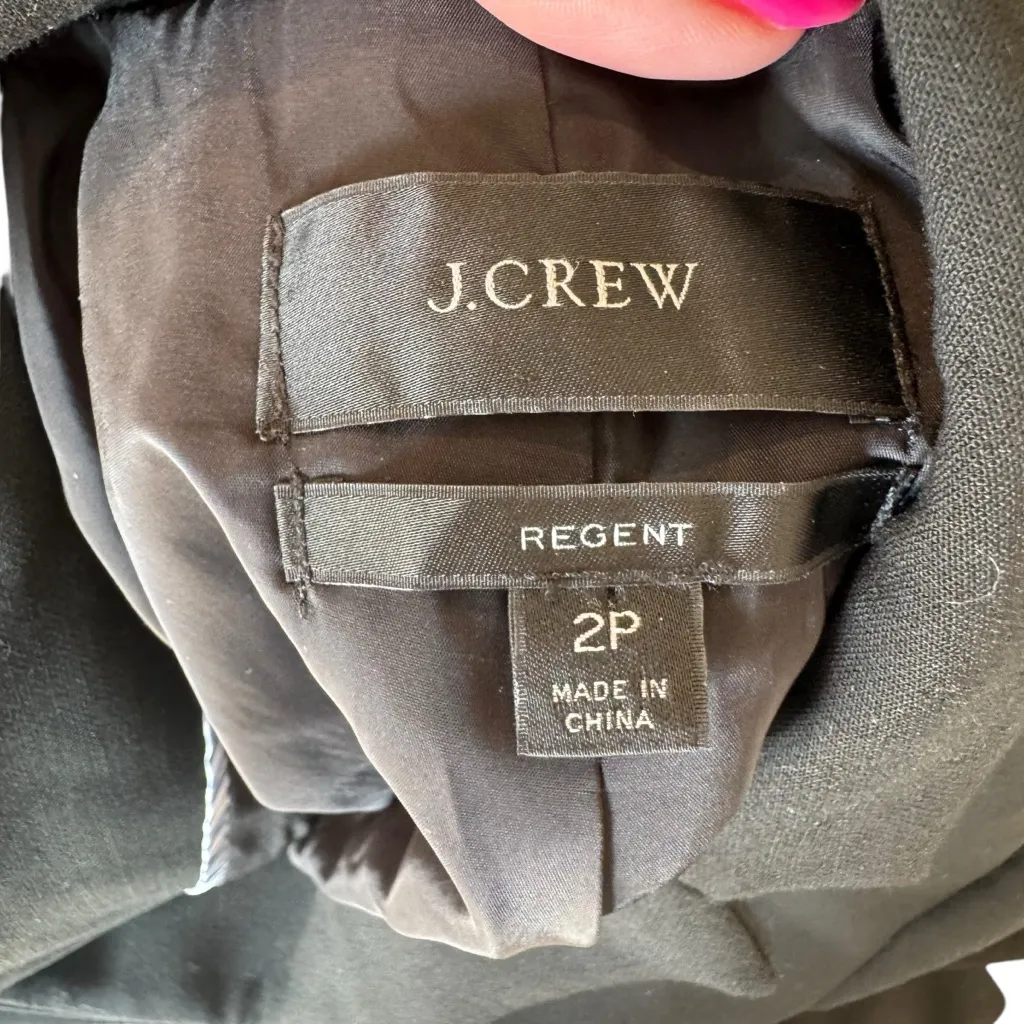 J.CREW
REGENT
2P
MADE IN
CHINA